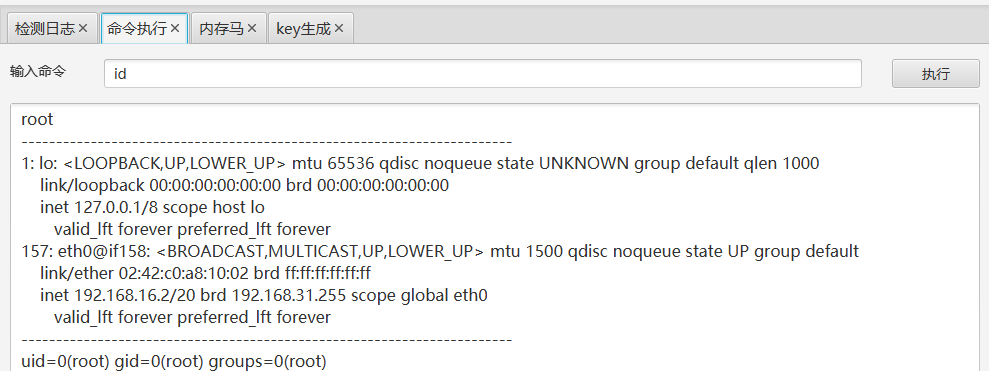 检测日志 × 命令执行 × 内存马 × key生成 ×
输入命令 id 执行
root
------------------------------------------------------------------------
1: lo: <LOOPBACK,UP,LOWER_UP> mtu 65536 qdisc noqueue state UNKNOWN group default qlen 1000
link/loopback 00:00:00:00:00:00 brd 00:00:00:00:00:00
inet 127.0.0.1/8 scope host lo
valid_lft forever preferred_lft forever
157: eth0@if158: <BROADCAST,MULTICAST,UP,LOWER_UP> mtu 1500 qdisc noqueue state UP group default
link/ether 02:42:c0:a8:10:02 brd ff:ff:ff:ff:ff:ff
inet 192.168.16.2/20 brd 192.168.31.255 scope global eth0
valid_lft forever preferred_lft forever
------------------------------------------------------------------------
uid=0(root) gid=0(root) groups=0(root)